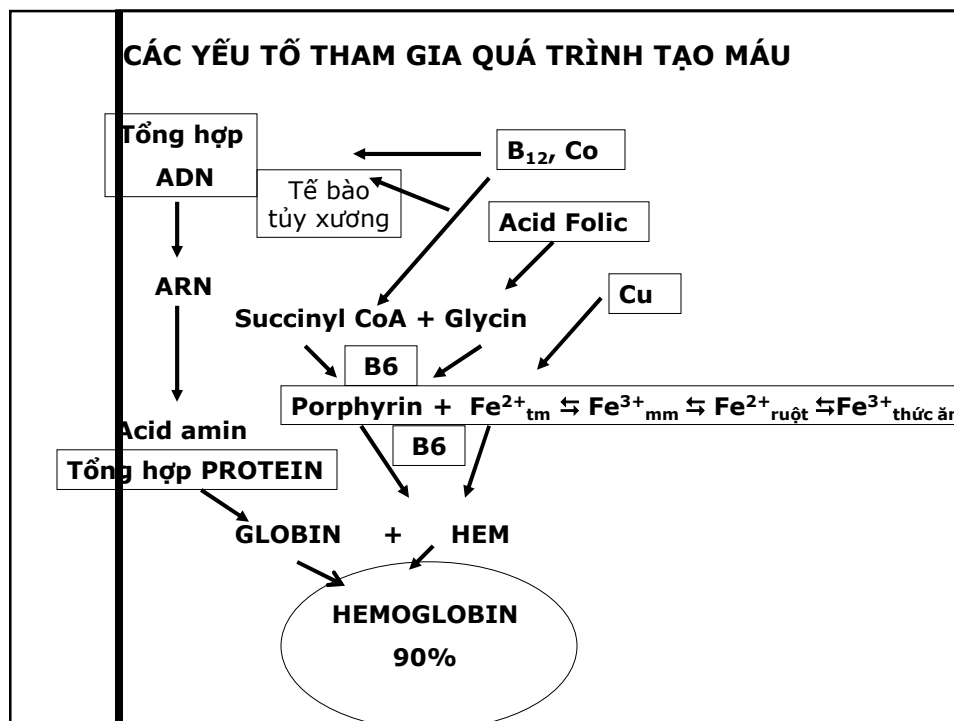 CÁC YẾU TỐ THAM GIA QUÁ TRÌNH TẠO MÁU
Tổng hợp
ADN
B₁₂, Co
Tế bào
tủy xương
Acid Folic
ARN
Cu
Succinyl CoA + Glycin
B6
Porphyrin + Fe²⁺tm ⇆ Fe³⁺mm ⇆ Fe²⁺ruột ⇆Fe³⁺thức ăn
B6
Acid amin
Tổng hợp PROTEIN
GLOBIN + HEM
HEMOGLOBIN
90%